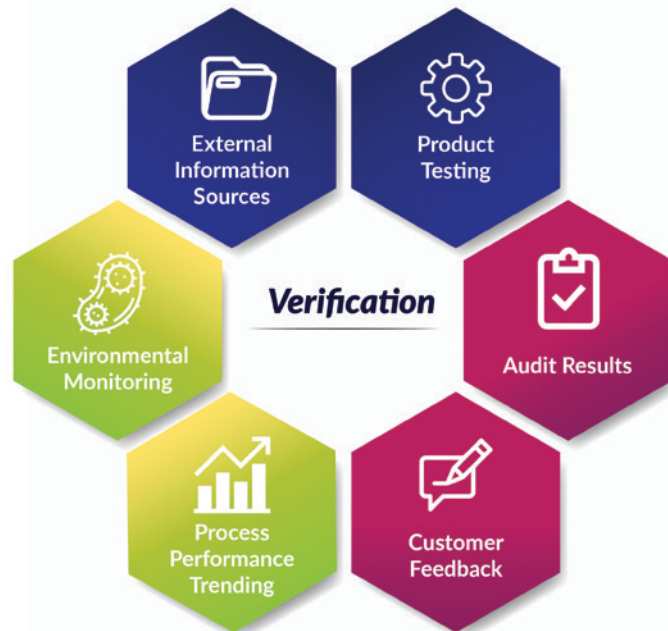 External
Information
Sources
Product
Testing
Environmental
Monitoring
Verification
Audit Results
Process
Performance
Trending
Customer
Feedback